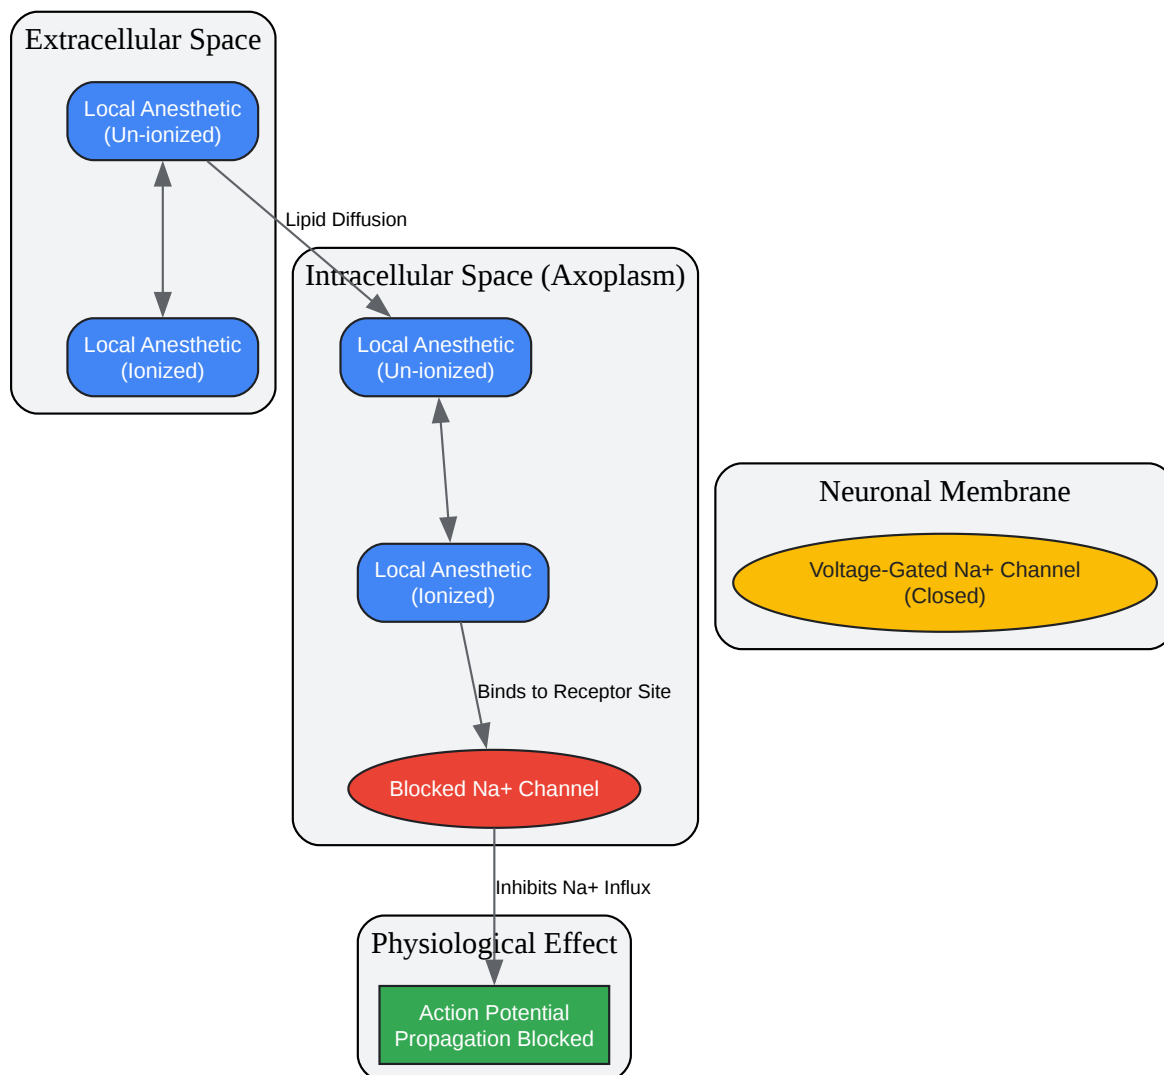 Extracellular Space
Local Anesthetic
(Un-ionized)
Lipid Diffusion
Local Anesthetic
(Ionized)
Intracellular Space (Axoplasm)
Local Anesthetic
(Un-ionized)
Local Anesthetic
(Ionized)
Binds to Receptor Site
Blocked Na+ Channel
Neuronal Membrane
Voltage-Gated Na+ Channel
(Closed)
Inhibits Na+ Influx
Physiological Effect
Action Potential
Propagation Blocked